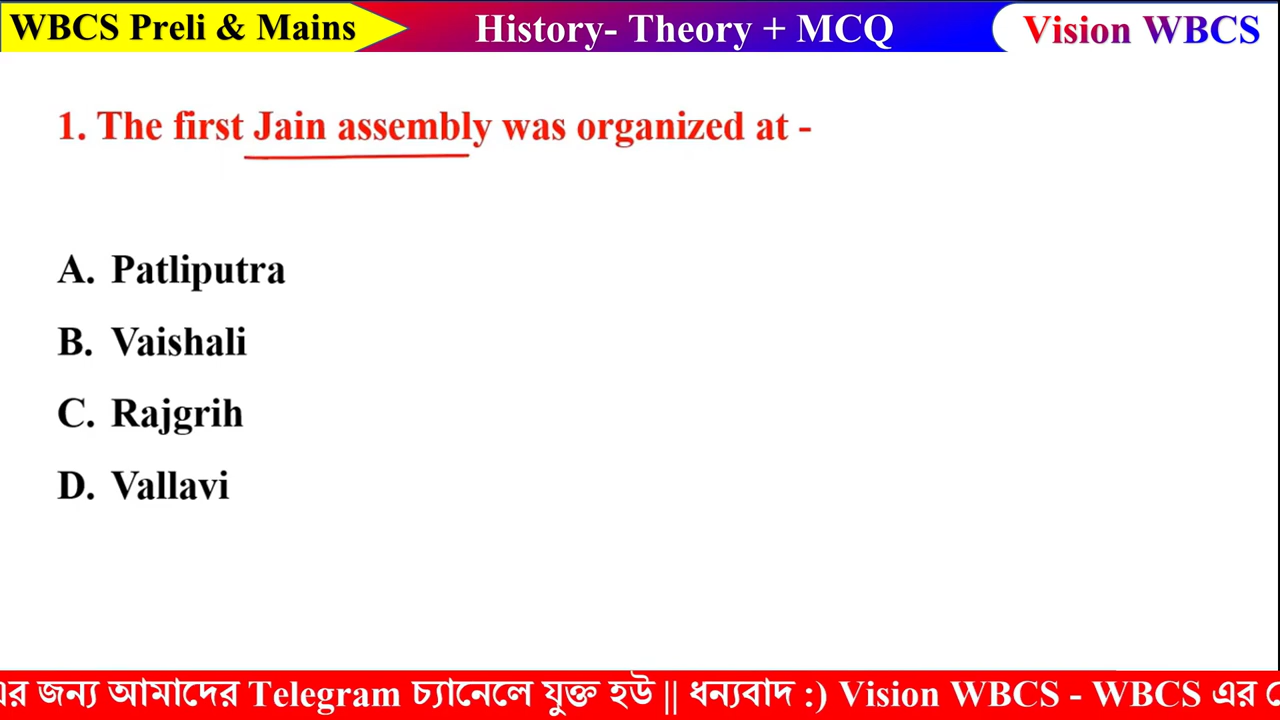 WBCS Preli & Mains
History- Theory + MCQ
Vision WBCS
1. The first Jain assembly was organized at -
A. Patliputra
B. Vaishali
C. Rajgrih
D. Vallavi
এর জন্য আমাদের Telegram চ্যানেলে যুক্ত হউ || ধন্যবাদ :) Vision WBCS - WBCS এর